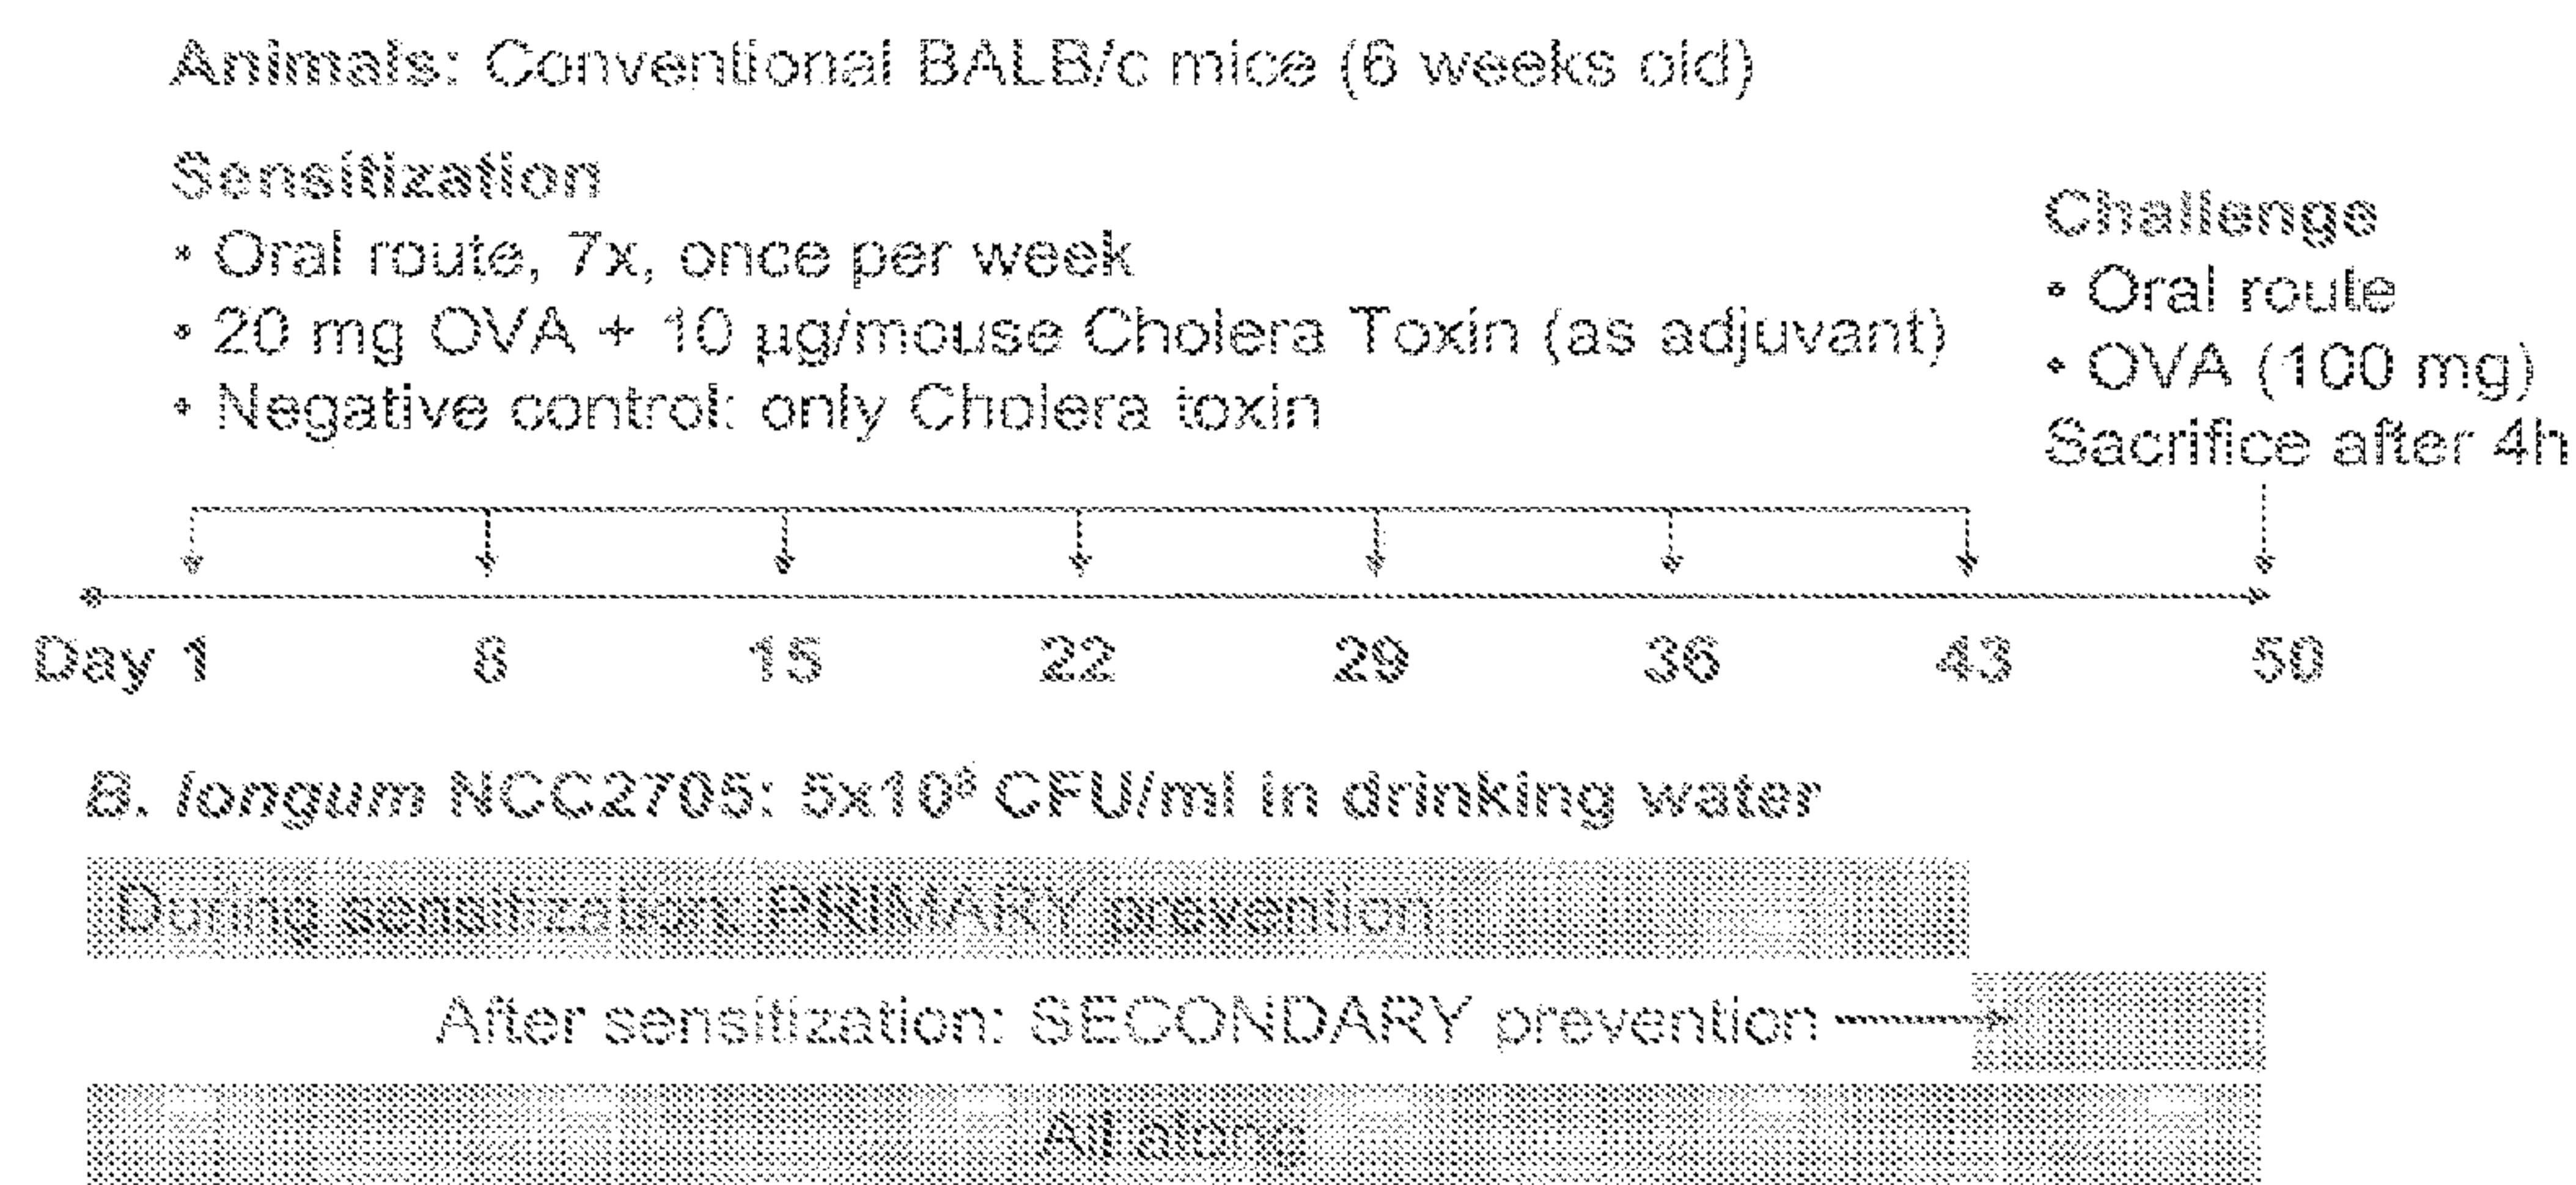 Animals: Conventional BALB/c mice (6 weeks old)
Sensitization
• Oral route, 7x, once per week
• 20 mg OVA + 10 µg/mouse Cholera Toxin (as adjuvant)
• Negative control: only Cholera toxin
Challenge
• Oral route
• OVA (100 mg)
Sacrifice after 4h
Day 1 8 15 22 29 36 43 50
B. longum NCC2705: 5x10⁸ CFU/ml in drinking water
During sensitization: PRIMARY prevention
After sensitization: SECONDARY prevention
All along